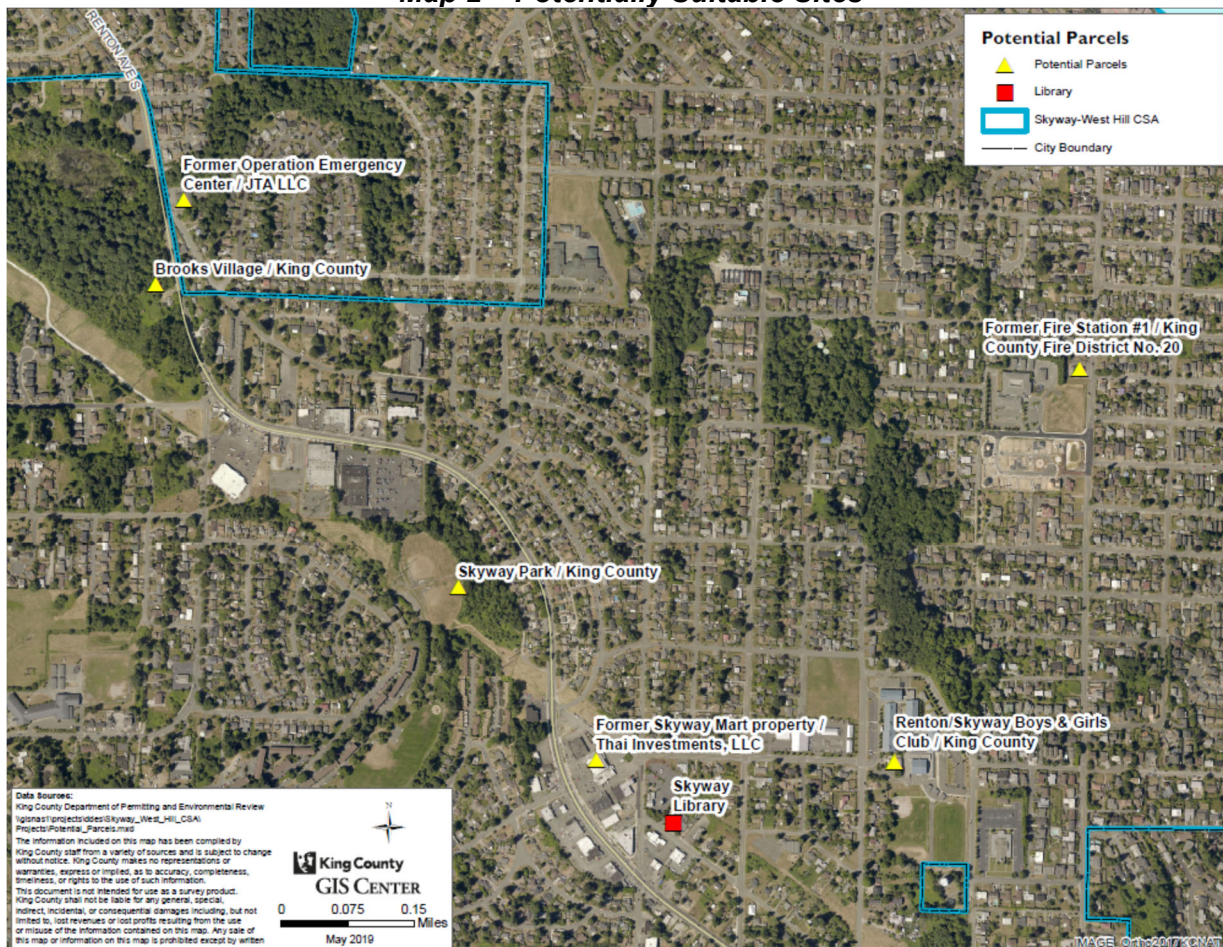 Map 1 – Potentially Suitable Sites
RENTON AVE S
Potential Parcels
Potential Parcels
Library
Skyway-West Hill CSA
City Boundary
Former Operation Emergency
Center / JTA LLC
Brooks Village / King County
Former Fire Station #1 / King
County Fire District No. 20
Skyway Park / King County
Former Skyway Mart property /
Thai Investments, LLC
Renton/Skyway Boys & Girls
Club / King County
Skyway
Library
Data Sources:
King County Department of Permitting and Environmental Review
\\gisnas1\projects\ddes\Skyway_West_Hill_CSA\
Projects\Potential_Parcels.mxd
The information included on this map has been compiled by
King County staff from a variety of sources and is subject to change
without notice. King County makes no representations or
warranties, express or implied, as to accuracy, completeness,
timeliness, or rights to the use of such information.
This document is not intended for use as a survey product.
King County shall not be liable for any general, special,
indirect, incidental, or consequential damages including, but not
limited to, lost revenues or lost profits resulting from the use
or misuse of the information contained on this map. Any sale of
this map or information on this map is prohibited except by written
N
King County
GIS CENTER
0 0.075 0.15
Miles
May 2019